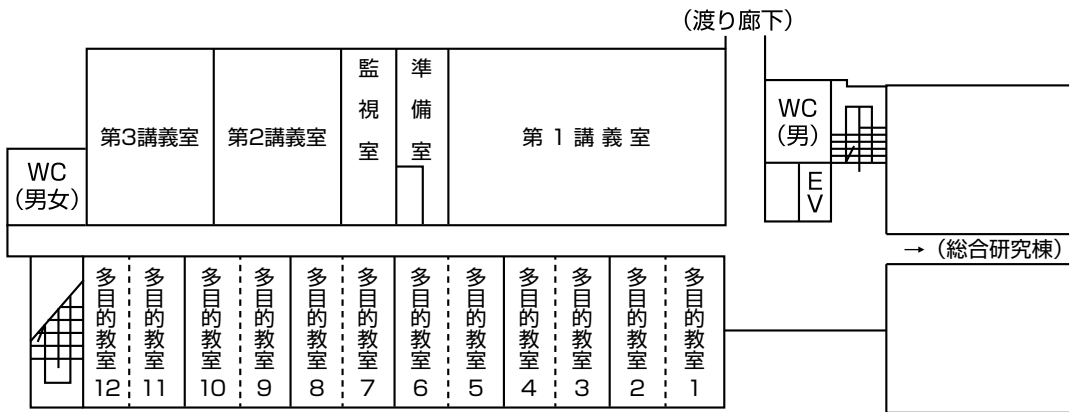 (渡り廊下)
第3講義室
第2講義室
監視室
準備室
第1講義室
WC
(男)
EV
WC
(男女)
→(総合研究棟)
多目的教室12
多目的教室11
多目的教室10
多目的教室9
多目的教室8
多目的教室7
多目的教室6
多目的教室5
多目的教室4
多目的教室3
多目的教室2
多目的教室1